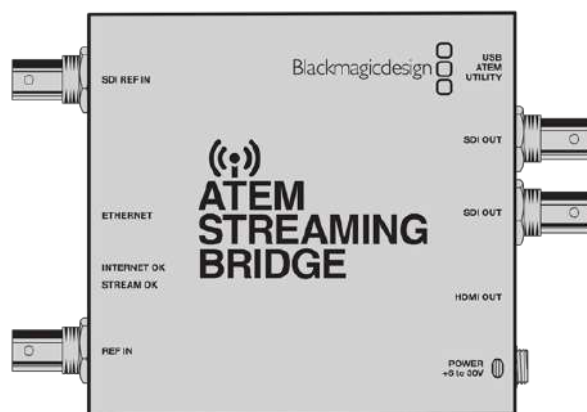 SDI REF IN
Blackmagicdesign
USB
ATEM
UTILITY
SDI OUT
ATEM
STREAMING
BRIDGE
ETHERNET
SDI OUT
INTERNET OK
STREAM OK
HDMI OUT
REF IN
POWER
+5 to 30V